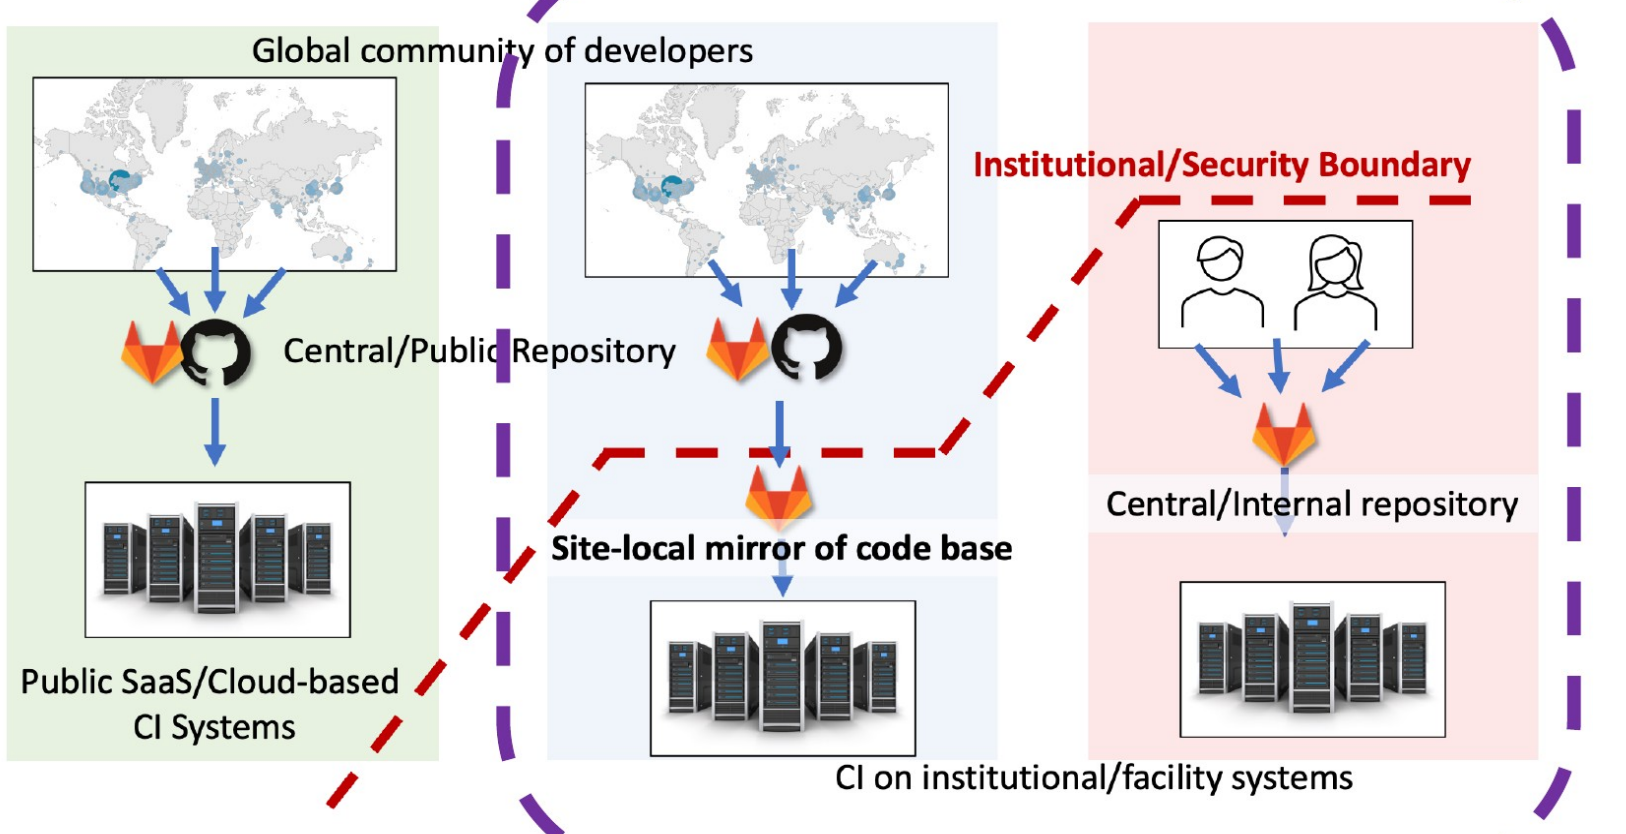 Global community of developers
Institutional/Security Boundary
Central/Public Repository
Central/Internal repository
Site-local mirror of code base
Public SaaS/Cloud-based
CI Systems
CI on institutional/facility systems